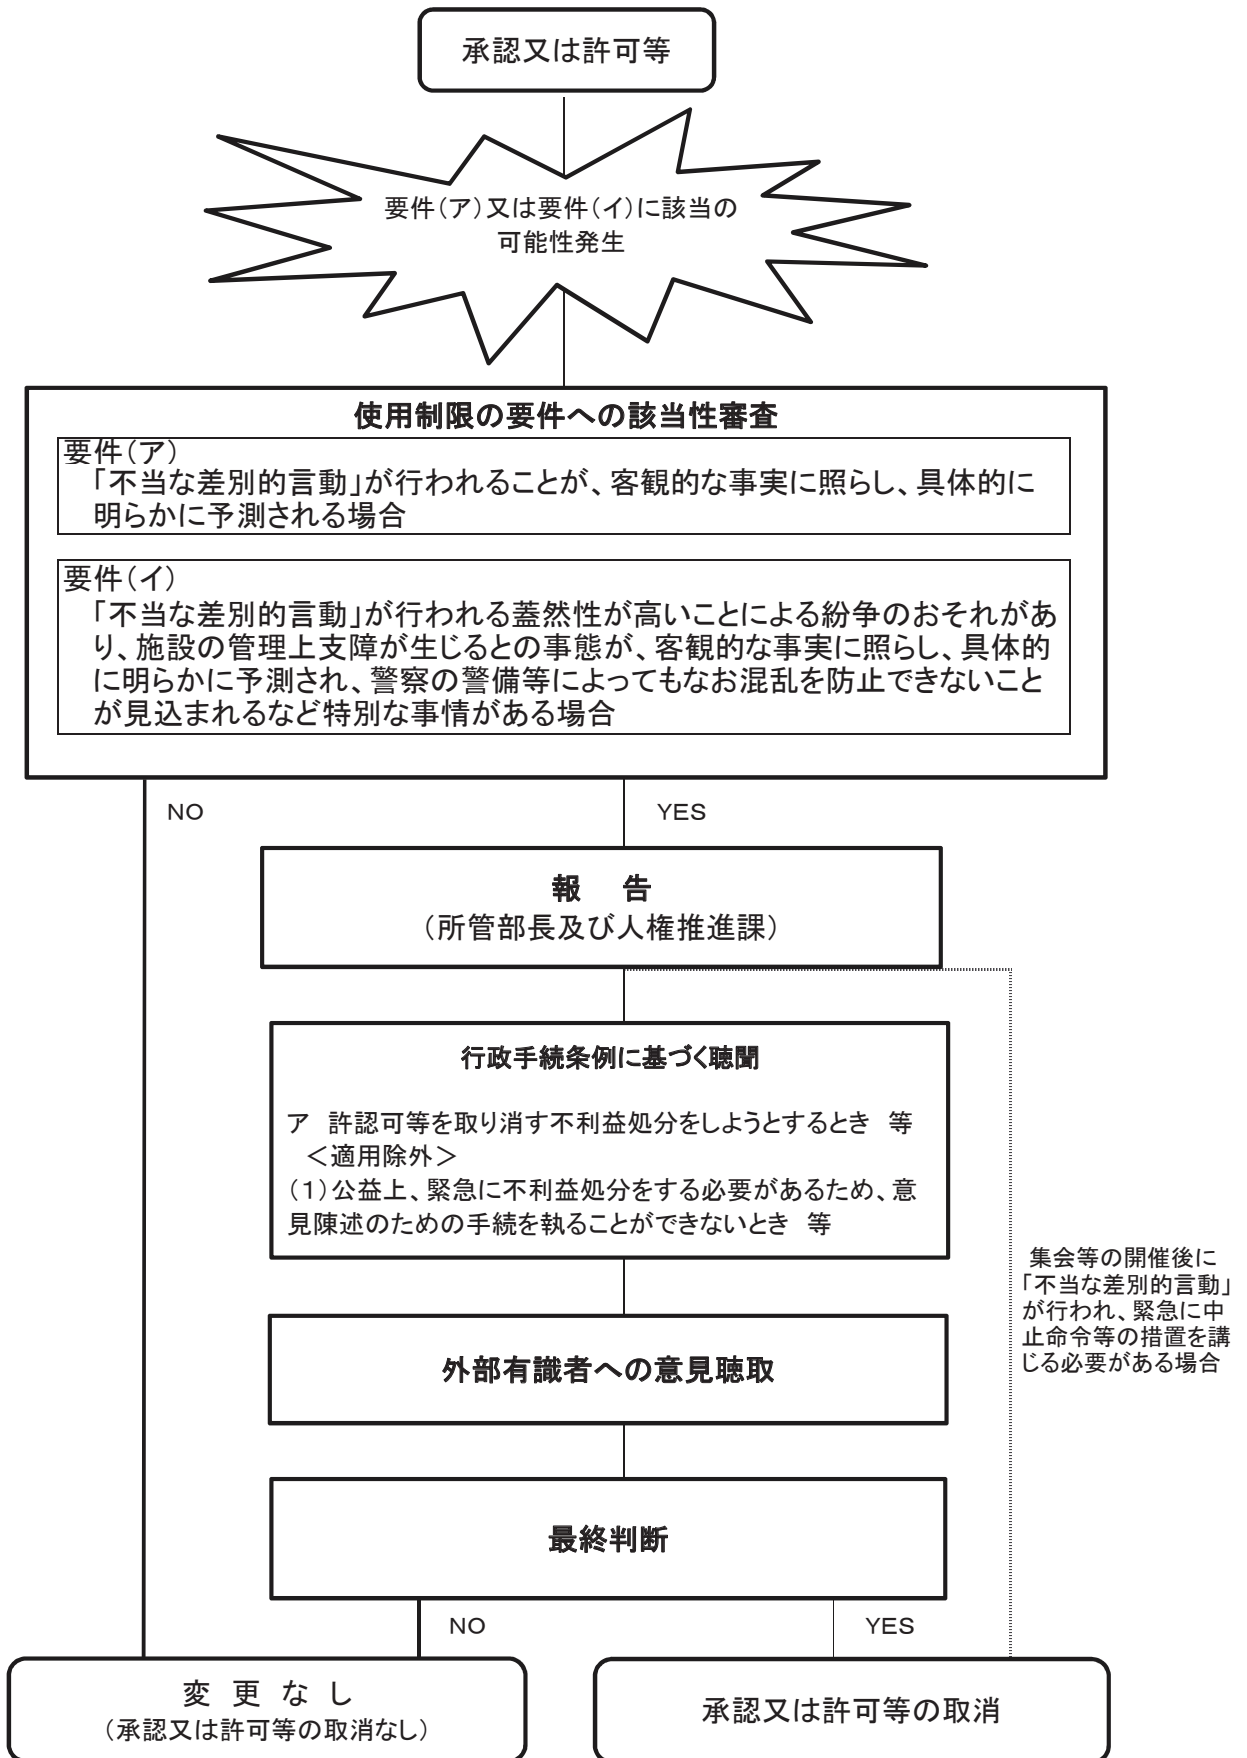 承認又は許可等
要件（ア）又は要件（イ）に該当の
可能性発生
使用制限の要件への該当性審査
要件（ア）
「不当な差別的言動」が行われることが、客観的な事実に照らし、具体的に
明らかに予測される場合
要件（イ）
「不当な差別的言動」が行われる蓋然性が高いことによる紛争のおそれがあ
り、施設の管理上支障が生じるとの事態が、客観的な事実に照らし、具体的
に明らかに予測され、警察の警備等によってもなお混乱を防止できないこと
が見込まれるなど特別な事情がある場合
NO
YES
報　告
（所管部長及び人権推進課）
行政手続条例に基づく聴聞
ア　許認可等を取り消す不利益処分をしようとするとき　等
＜適用除外＞
（１）公益上、緊急に不利益処分をする必要があるため、意
見陳述のための手続を執ることができないとき　等
集会等の開催後に
「不当な差別的言動」
が行われ、緊急に中
止命令等の措置を講
じる必要がある場合
外部有識者への意見聴取
最終判断
NO
YES
変　更　な　し
（承認又は許可等の取消なし）
承認又は許可等の取消